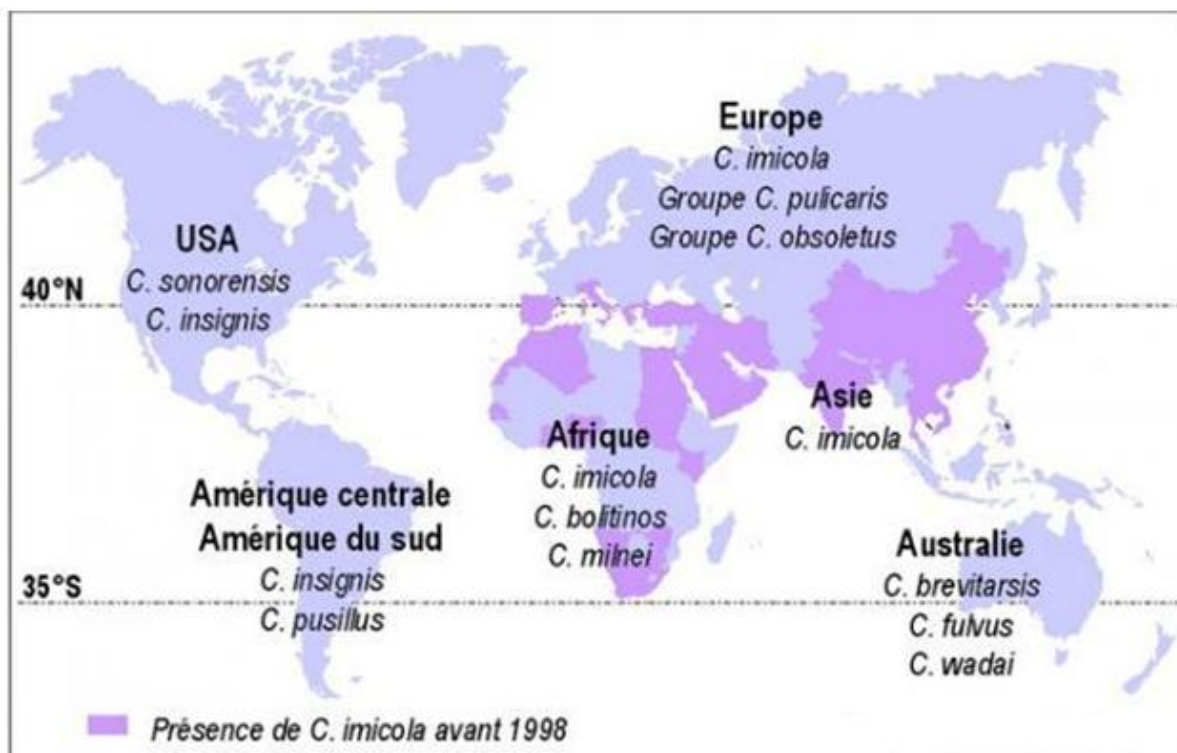 Europe
C. imicola
Groupe C. pulicaris
Groupe C. obsoletus
USA
C. sonorensis
C. insignis
40°N
Asie
C. imicola
Afrique
C. imicola
C. bolitinos
C. milnei
Amérique centrale
Amérique du sud
C. insignis
C. pusillus
Australie
C. brevitarsis
C. fulvus
C. wadai
35°S
Présence de C. imicola avant 1998